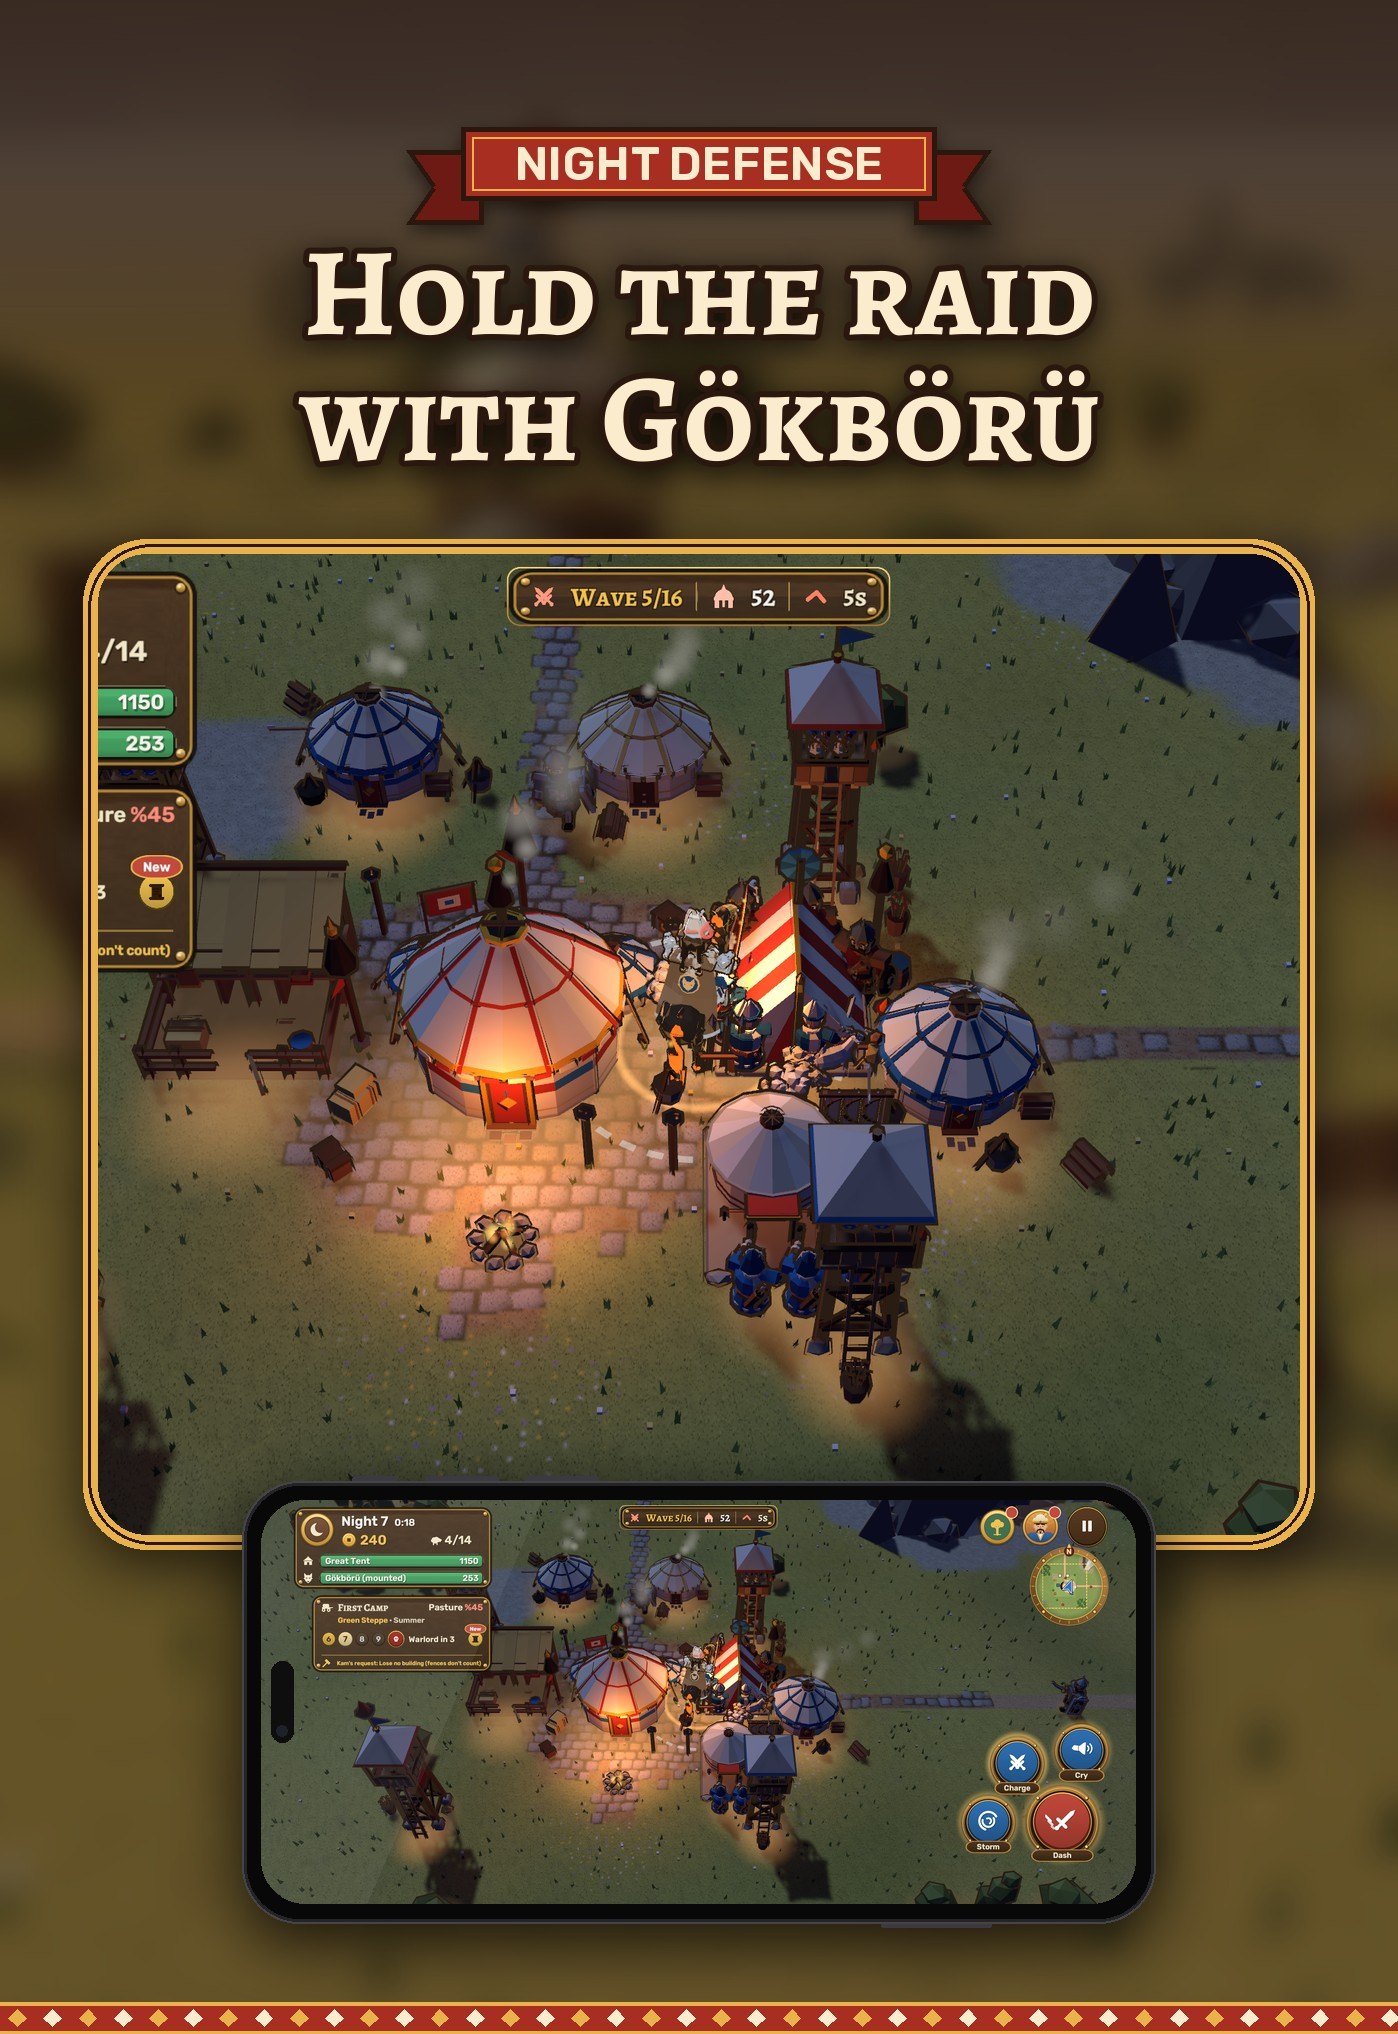 NIGHT DEFENSE
HOLD THE RAID
WITH GÖKBÖRÜ
WAVE 5/16 52 5s
/14
1150
253
ure %45
New
3
on't count)
Night 7 0:18
240 4/14
Great Tent 1150
Gökbörü (mounted) 253
WAVE 5/16 52 5s
N
FIRST CAMP Pasture %45
Green Steppe • Summer
New
6 7 8 9 Warlord in 3
Kam's request: Lose no building (fences don't count)
Charge
Cry
Storm
Dash